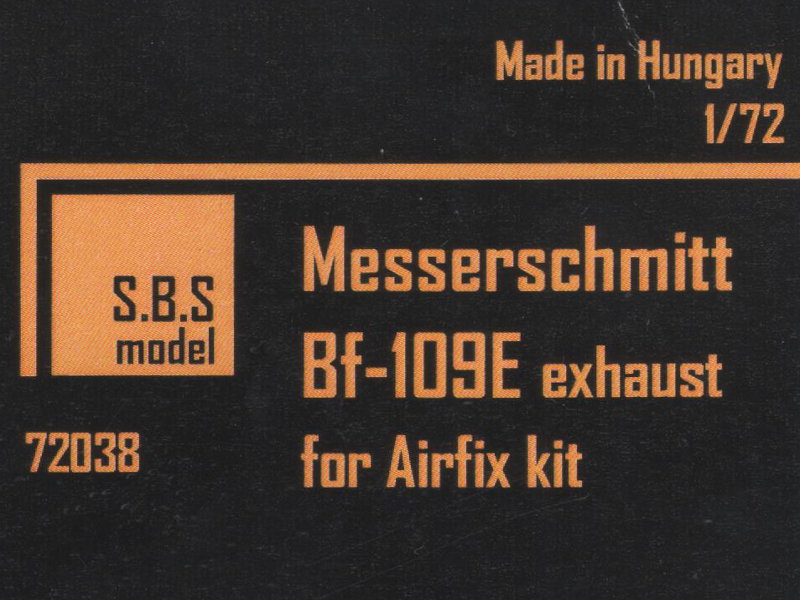 Made in Hungary
1/72
S.B.S
model
Messerschmitt
Bf-109E exhaust
for Airfix kit
72038